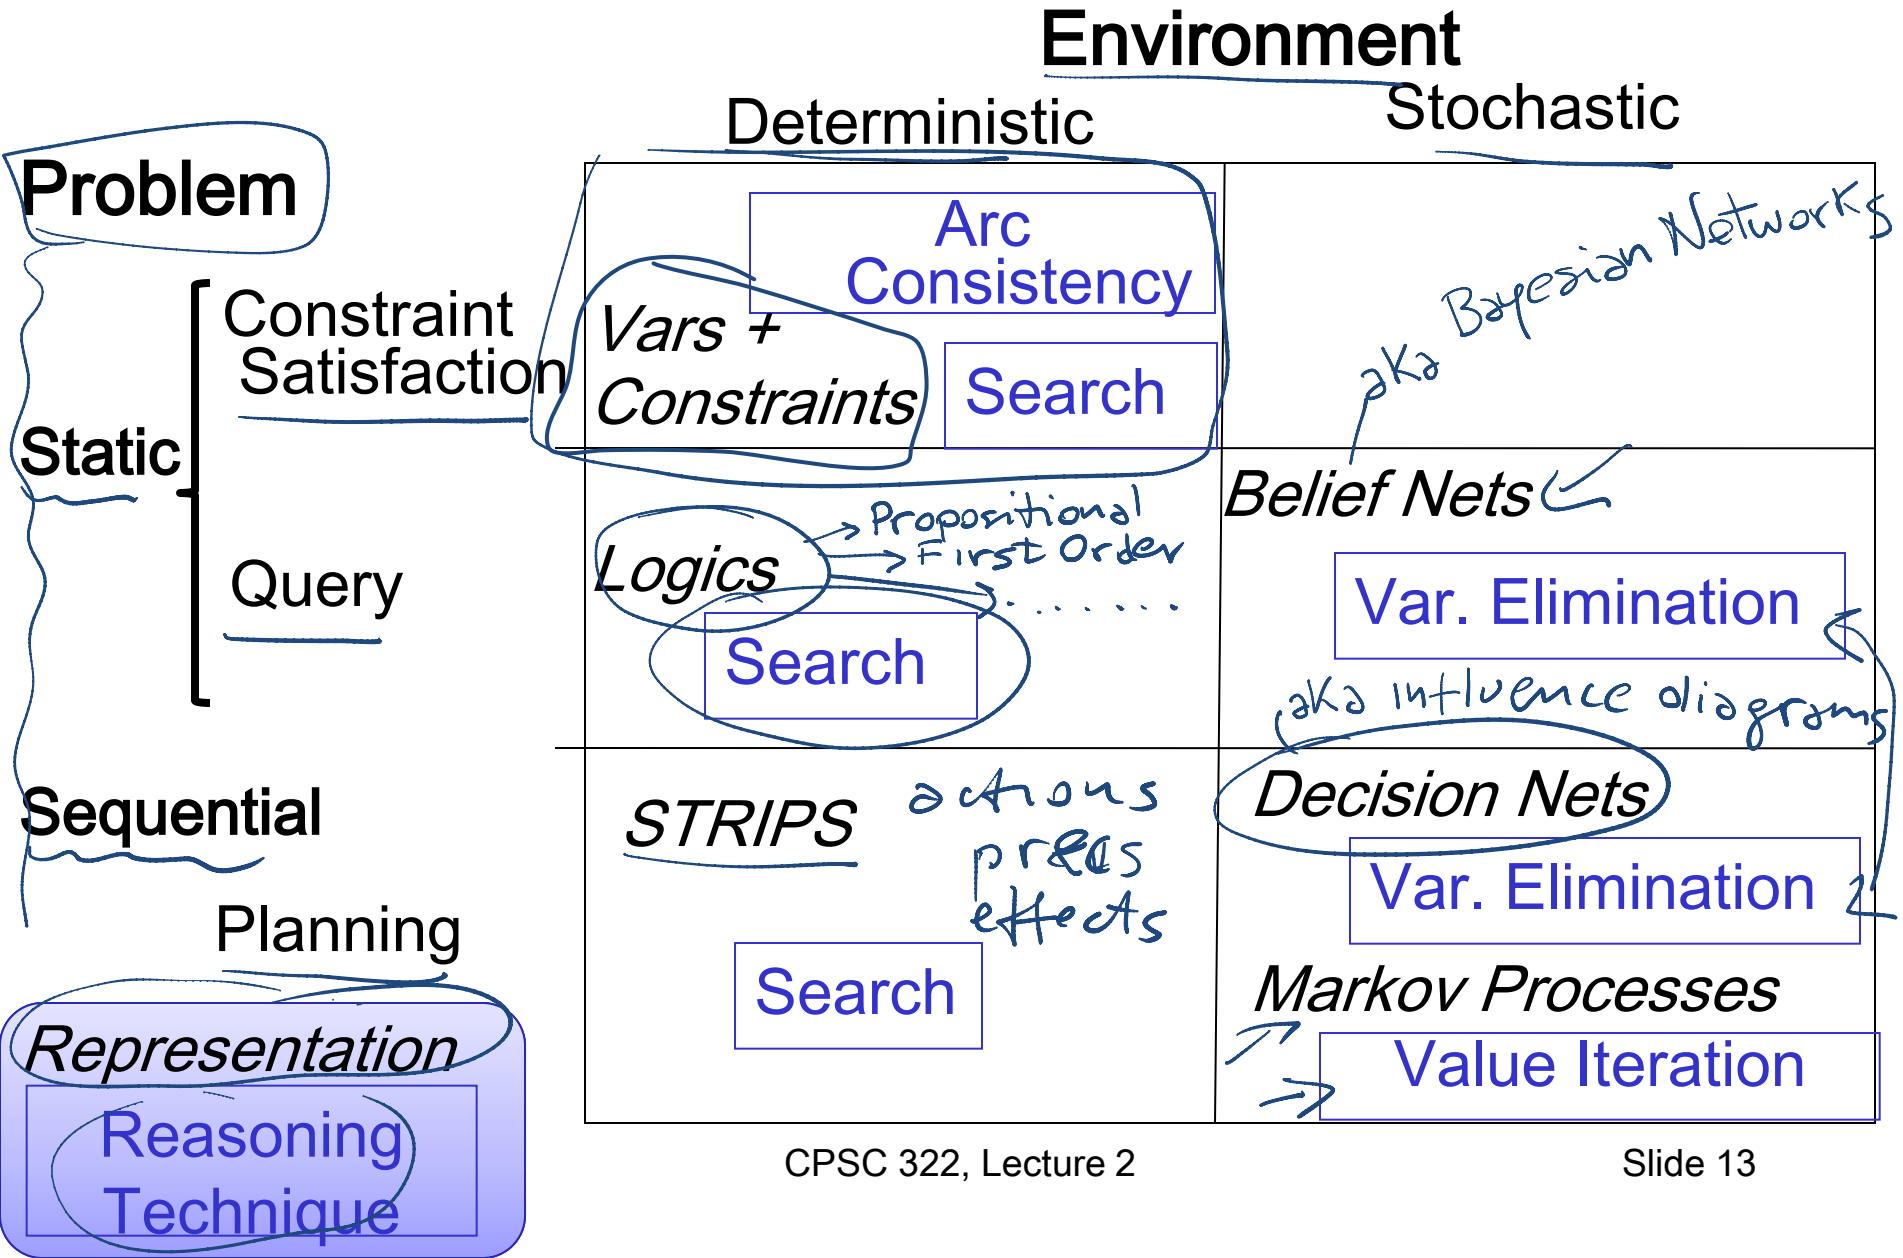 Environment
Deterministic
Stochastic
Problem
Arc
Consistency
aka Bayesian Networks
Constraint
Satisfaction
Vars +
Constraints
Search
Static
Belief Nets
Logics
Propositional
First Order
.......
Query
Search
Var. Elimination
aka influence diagrams
Sequential
STRIPS
actions
precs
effects
Decision Nets
Var. Elimination
Planning
Search
Markov Processes
Value Iteration
Representation
Reasoning
Technique
CPSC 322, Lecture 2
Slide 13